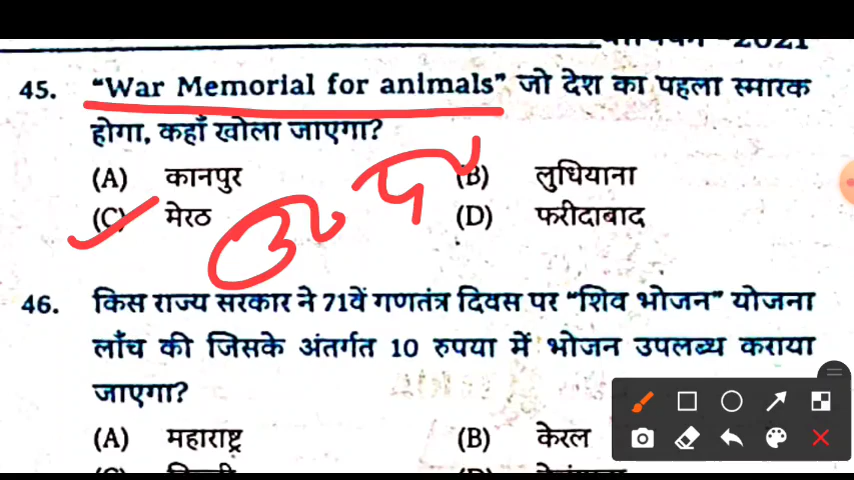 2021
45. "War Memorial for animals" जो देश का पहला स्मारक
होगा, कहाँ खोला जाएगा?
(A) कानपुर (B) लुधियाना
(C) मेरठ (D) फरीदाबाद
उ प्र
46. किस राज्य सरकार ने 71वें गणतंत्र दिवस पर "शिव भोजन" योजना
लाँच की जिसके अंतर्गत 10 रुपया में भोजन उपलब्ध कराया
जाएगा?
(A) महाराष्ट्र (B) केरल